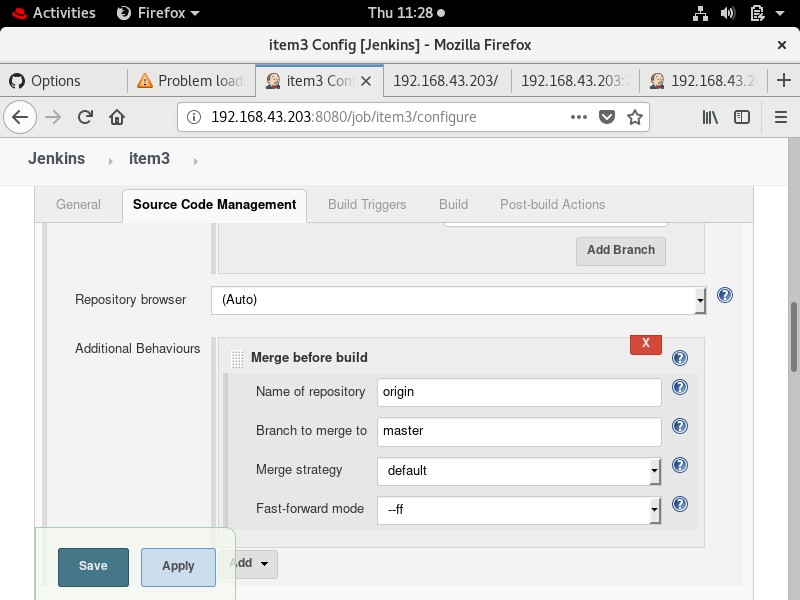 Activities Firefox Thu 11:28
item3 Config [Jenkins] - Mozilla Firefox
Options Problem load item3 Con 192.168.43.203/ 192.168.43.203: 192.168.43.2
192.168.43.203:8080/job/item3/configure
Jenkins item3
General Source Code Management Build Triggers Build Post-build Actions
Add Branch
Repository browser (Auto)
Additional Behaviours
X
Merge before build
Name of repository origin
Branch to merge to master
Merge strategy default
Fast-forward mode --ff
Save Apply Add